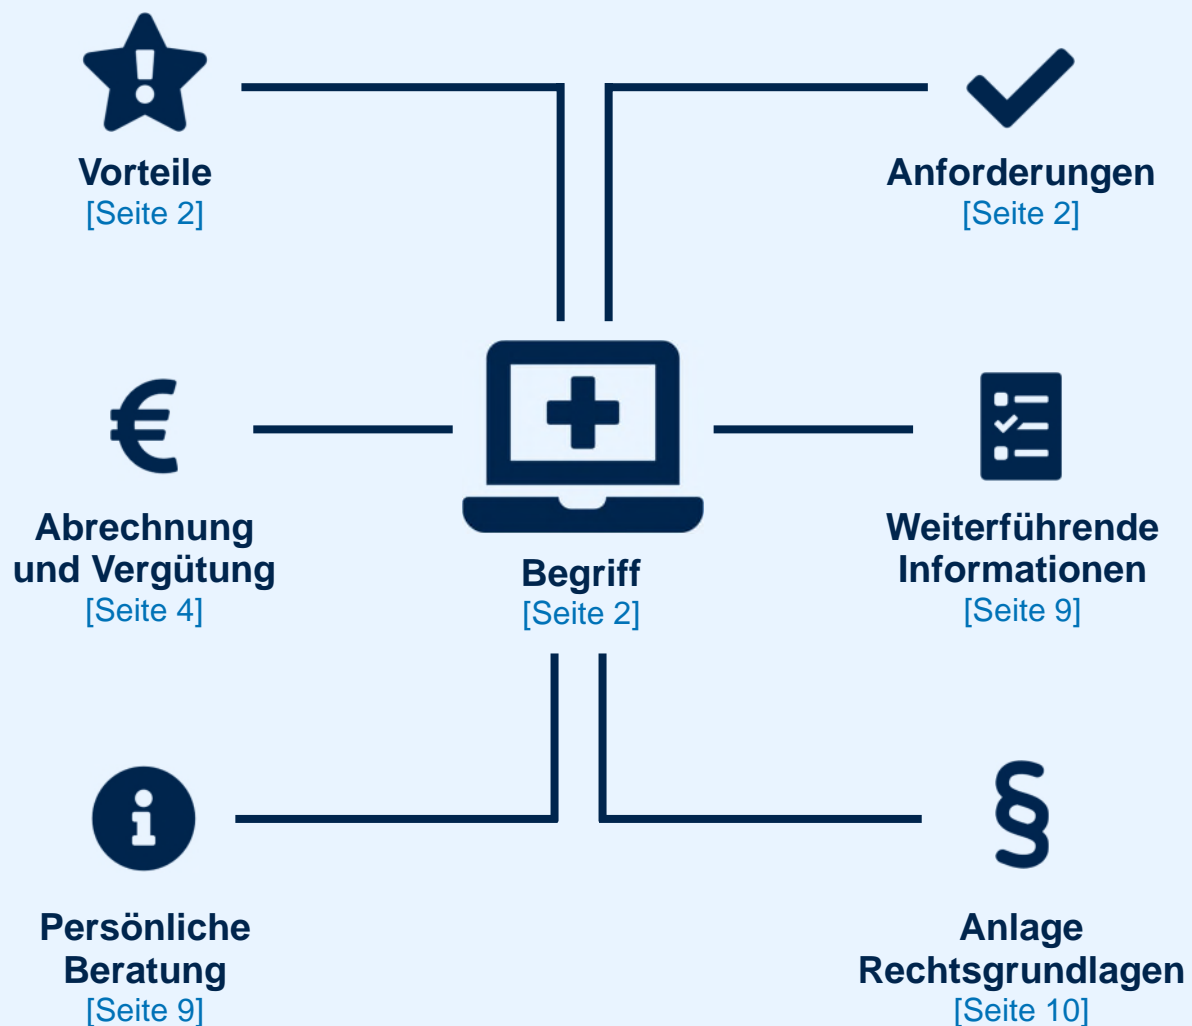 Vorteile
[Seite 2]
Anforderungen
[Seite 2]
Abrechnung
und Vergütung
[Seite 4]
Begriff
[Seite 2]
Weiterführende
Informationen
[Seite 9]
Persönliche
Beratung
[Seite 9]
Anlage
Rechtsgrundlagen
[Seite 10]